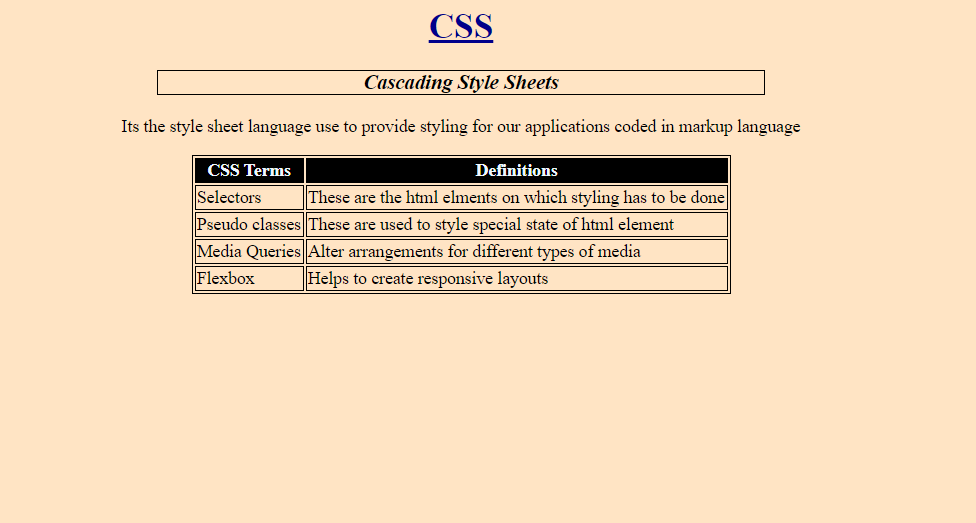 CSS
Cascading Style Sheets
Its the style sheet language use to provide styling for our applications coded in markup language
CSS Terms Definitions
Selectors These are the html elments on which styling has to be done
Pseudo classes These are used to style special state of html element
Media Queries Alter arrangements for different types of media
Flexbox Helps to create responsive layouts